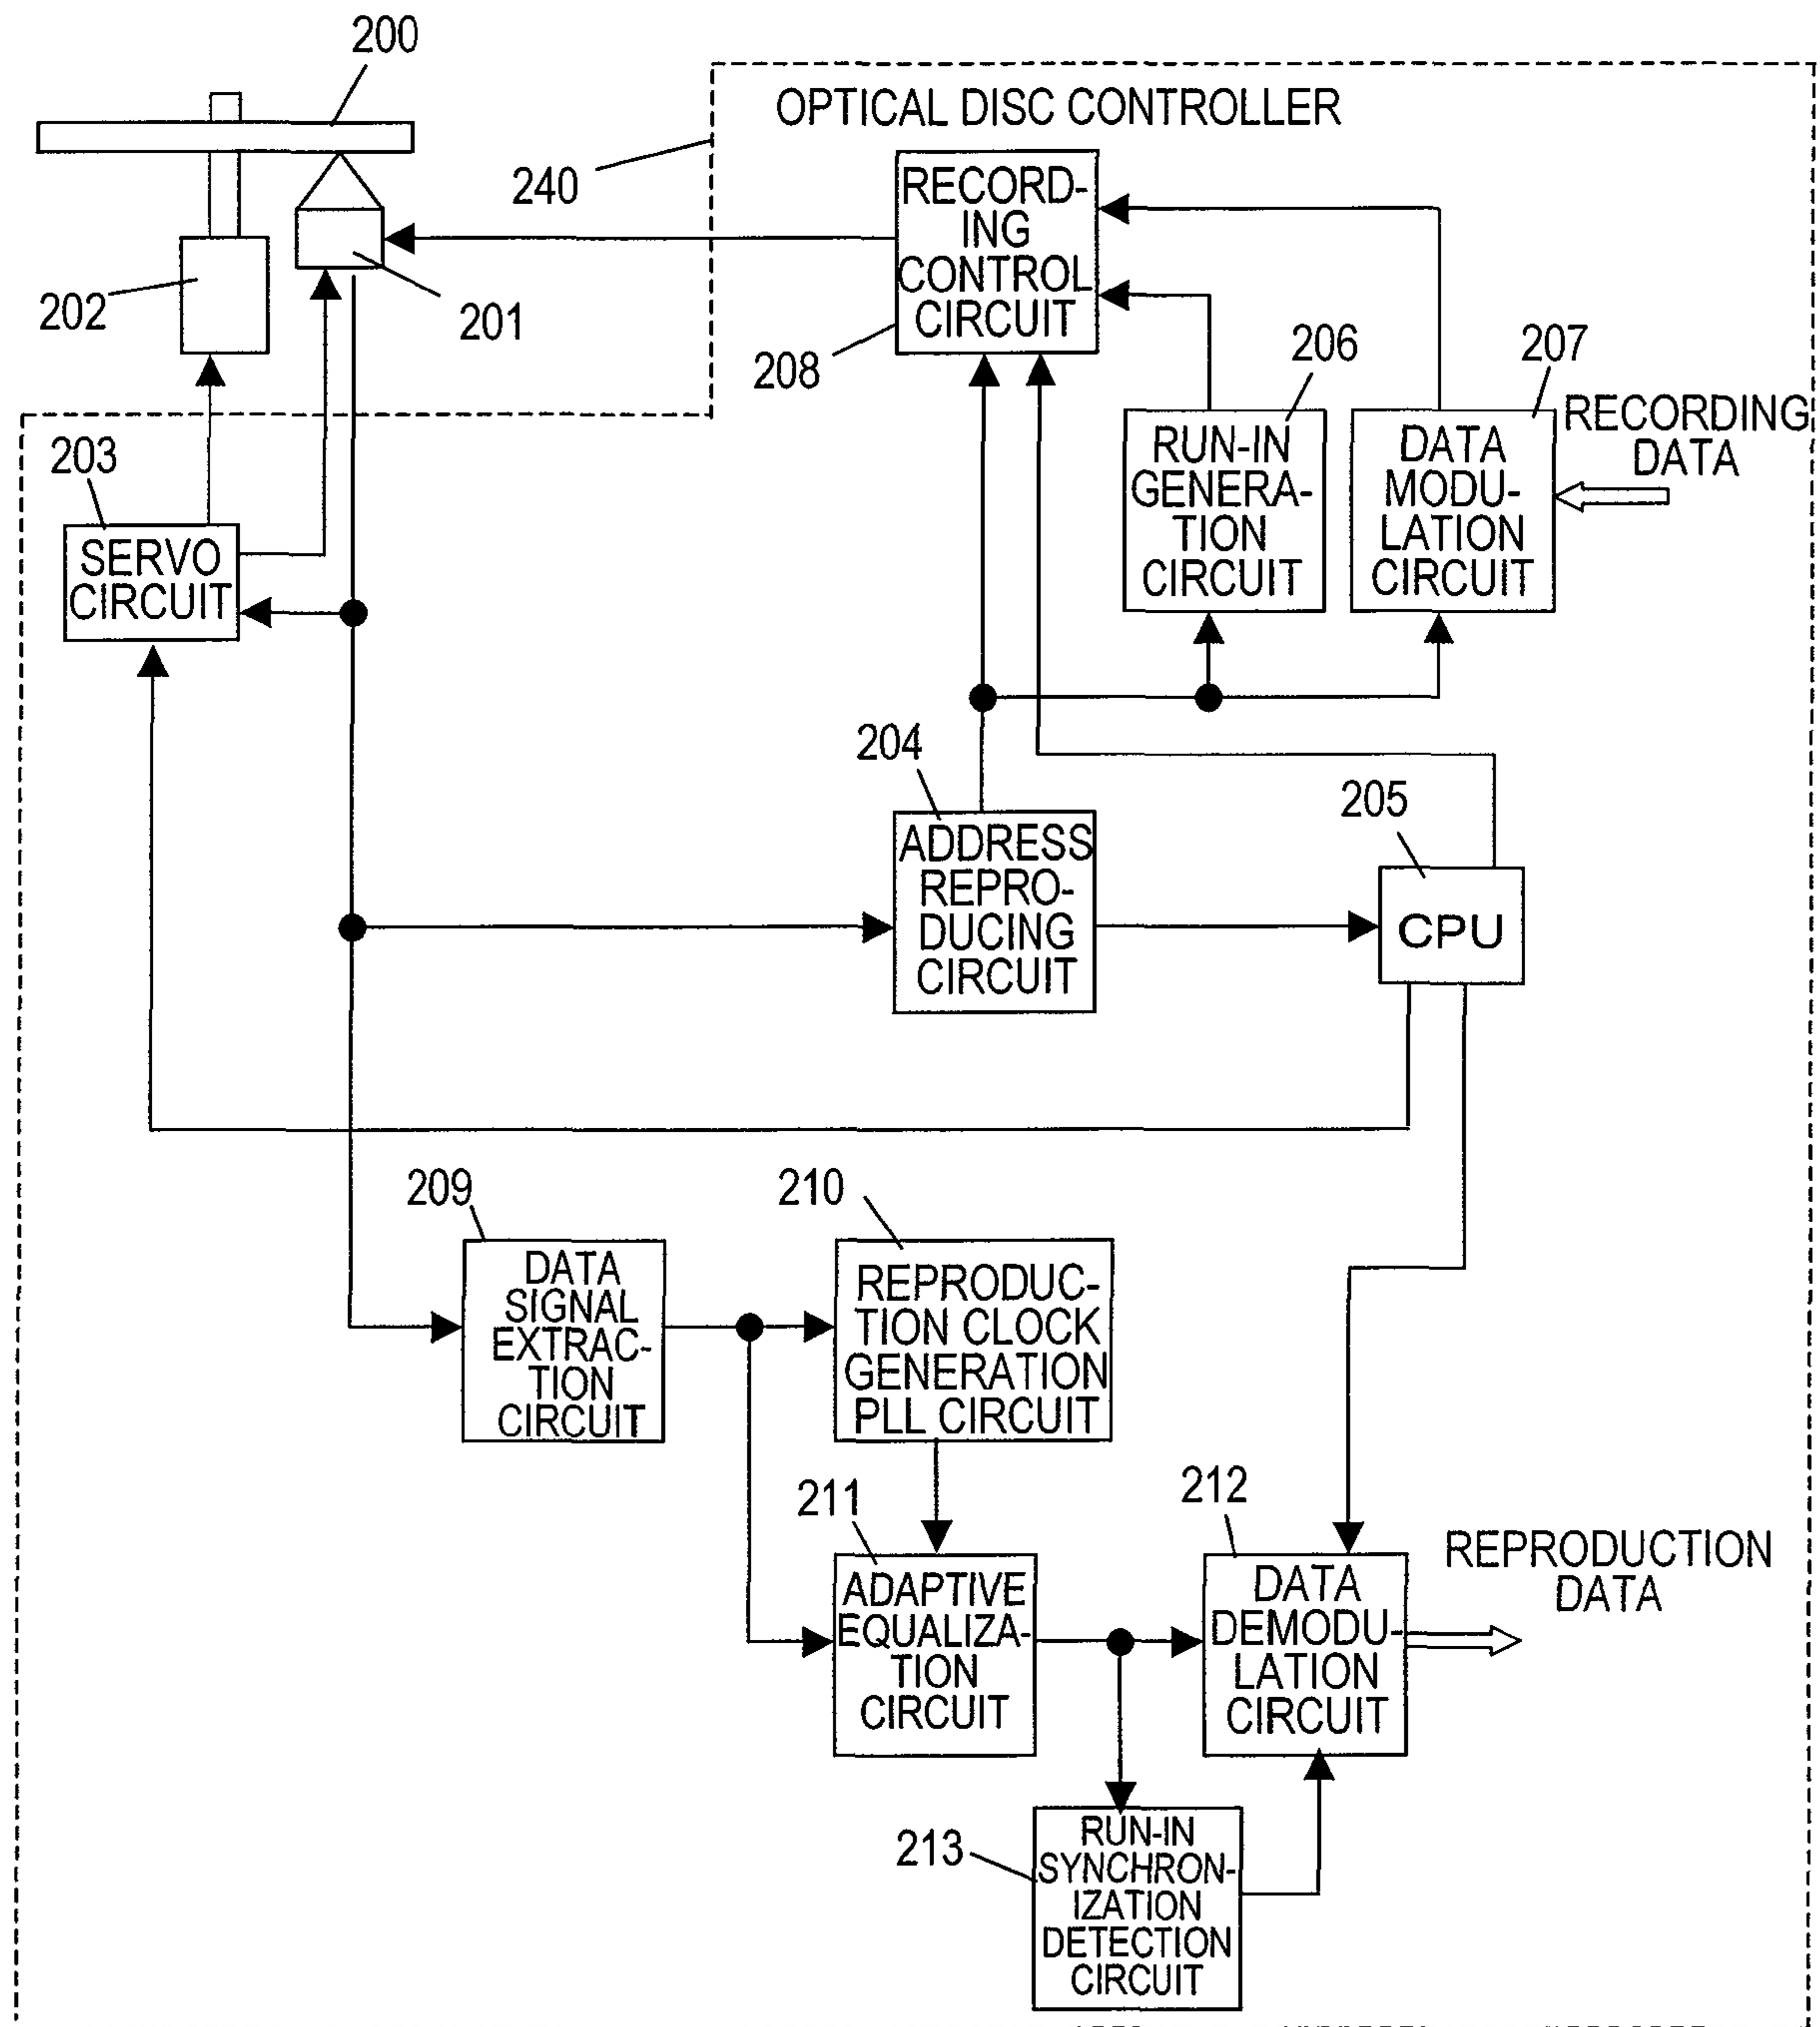 200
OPTICAL DISC CONTROLLER
240
RECORD-
ING
CONTROL
CIRCUIT
202
201
208
206
207
RECORDING
DATA
203
RUN-IN
GENERA-
TION
CIRCUIT
DATA
MODU-
LATION
CIRCUIT
SERVO
CIRCUIT
204
205
ADDRESS
REPRO-
DUCING
CIRCUIT
CPU
209
210
DATA
SIGNAL
EXTRAC-
TION
CIRCUIT
REPRODUC-
TION CLOCK
GENERATION
PLL CIRCUIT
211
212
REPRODUCTION
DATA
ADAPTIVE
EQUALIZA-
TION
CIRCUIT
DATA
DEMODU-
LATION
CIRCUIT
213
RUN-IN
SYNCHRON-
IZATION
DETECTION
CIRCUIT